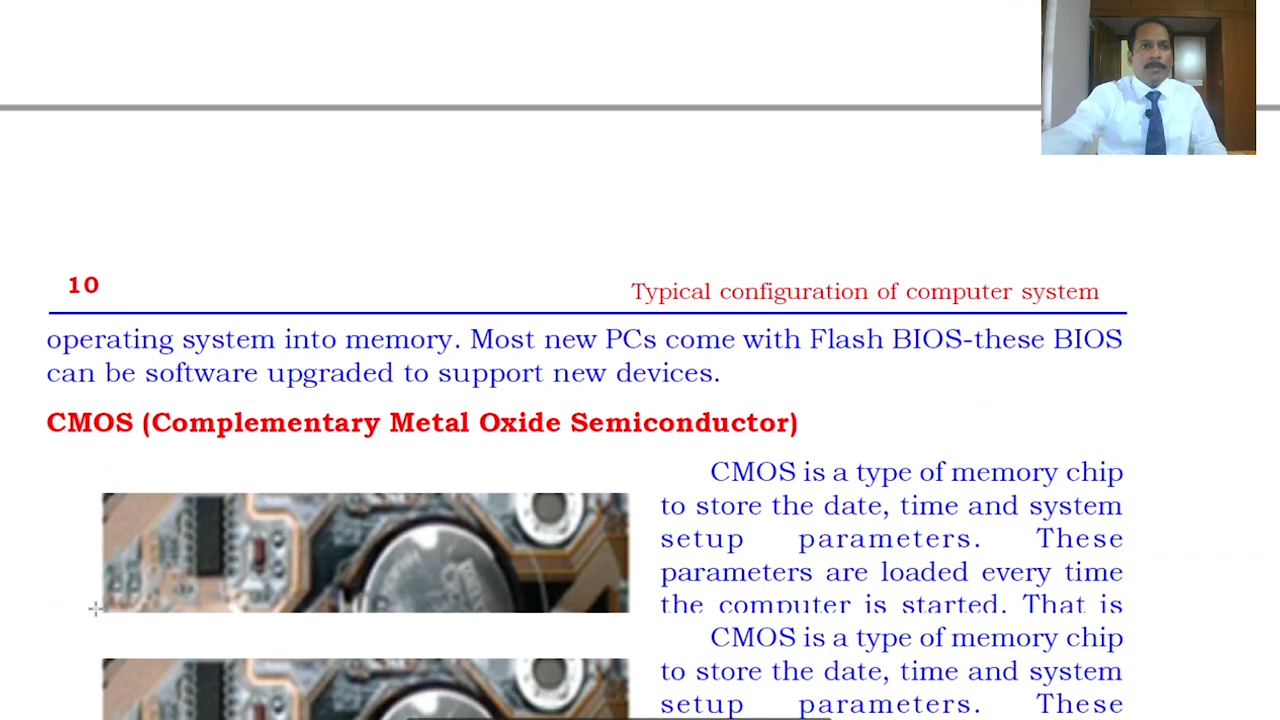 10
Typical configuration of computer system
operating system into memory. Most new PCs come with Flash BIOS-these BIOS
can be software upgraded to support new devices.
CMOS (Complementary Metal Oxide Semiconductor)
CMOS is a type of memory chip
to store the date, time and system
setup parameters. These
parameters are loaded every time
the computer is started. That is
CMOS is a type of memory chip
to store the date, time and system
setup parameters. These